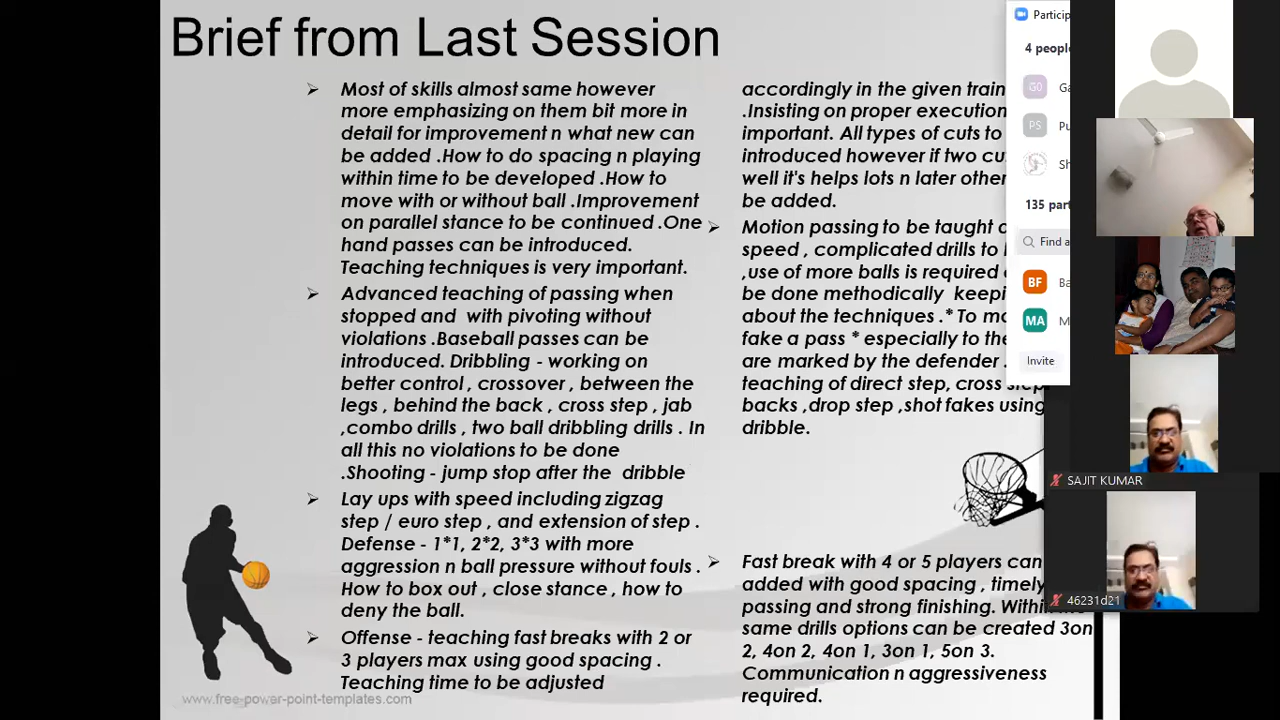 Brief from Last Session
Most of skills almost same however
more emphasizing on them bit more in
detail for improvement n what new can
be added .How to do spacing n playing
within time to be developed .How to
move with or without ball .Improvement
on parallel stance to be continued .One
hand passes can be introduced.
Teaching techniques is very important.
Advanced teaching of passing when
stopped and with pivoting without
violations .Baseball passes can be
introduced. Dribbling - working on
better control , crossover , between the
legs , behind the back , cross step , jab
,combo drills , two ball dribbling drills . In
all this no violations to be done
.Shooting - jump stop after the dribble
Lay ups with speed including zigzag
step / euro step , and extension of step .
Defense - 1*1, 2*2, 3*3 with more
aggression n ball pressure without fouls .
How to box out , close stance , how to
deny the ball.
Offense - teaching fast breaks with 2 or
3 players max using good spacing .
Teaching time to be adjusted
accordingly in the given train
.Insisting on proper execution
important. All types of cuts to
introduced however if two cu
well it's helps lots n later other
be added.
Motion passing to be taught
speed , complicated drills to
,use of more balls is required
be done methodically keepi
about the techniques .* To mo
fake a pass * especially to the
are marked by the defender .
teaching of direct step, cross step
backs ,drop step ,shot fakes using
dribble.
Fast break with 4 or 5 players can
added with good spacing , timely
passing and strong finishing. Within
same drills options can be created 3on
2, 4on 2, 4on 1, 3on 1, 5on 3.
Communication n aggressiveness
required.
www.free-power-point-templates.com
Particip
4 people
G0 Ga
PS Pu
Sh
135 part
Find a
BF Ba
MA M
Invite
SAJIT KUMAR
46231d21